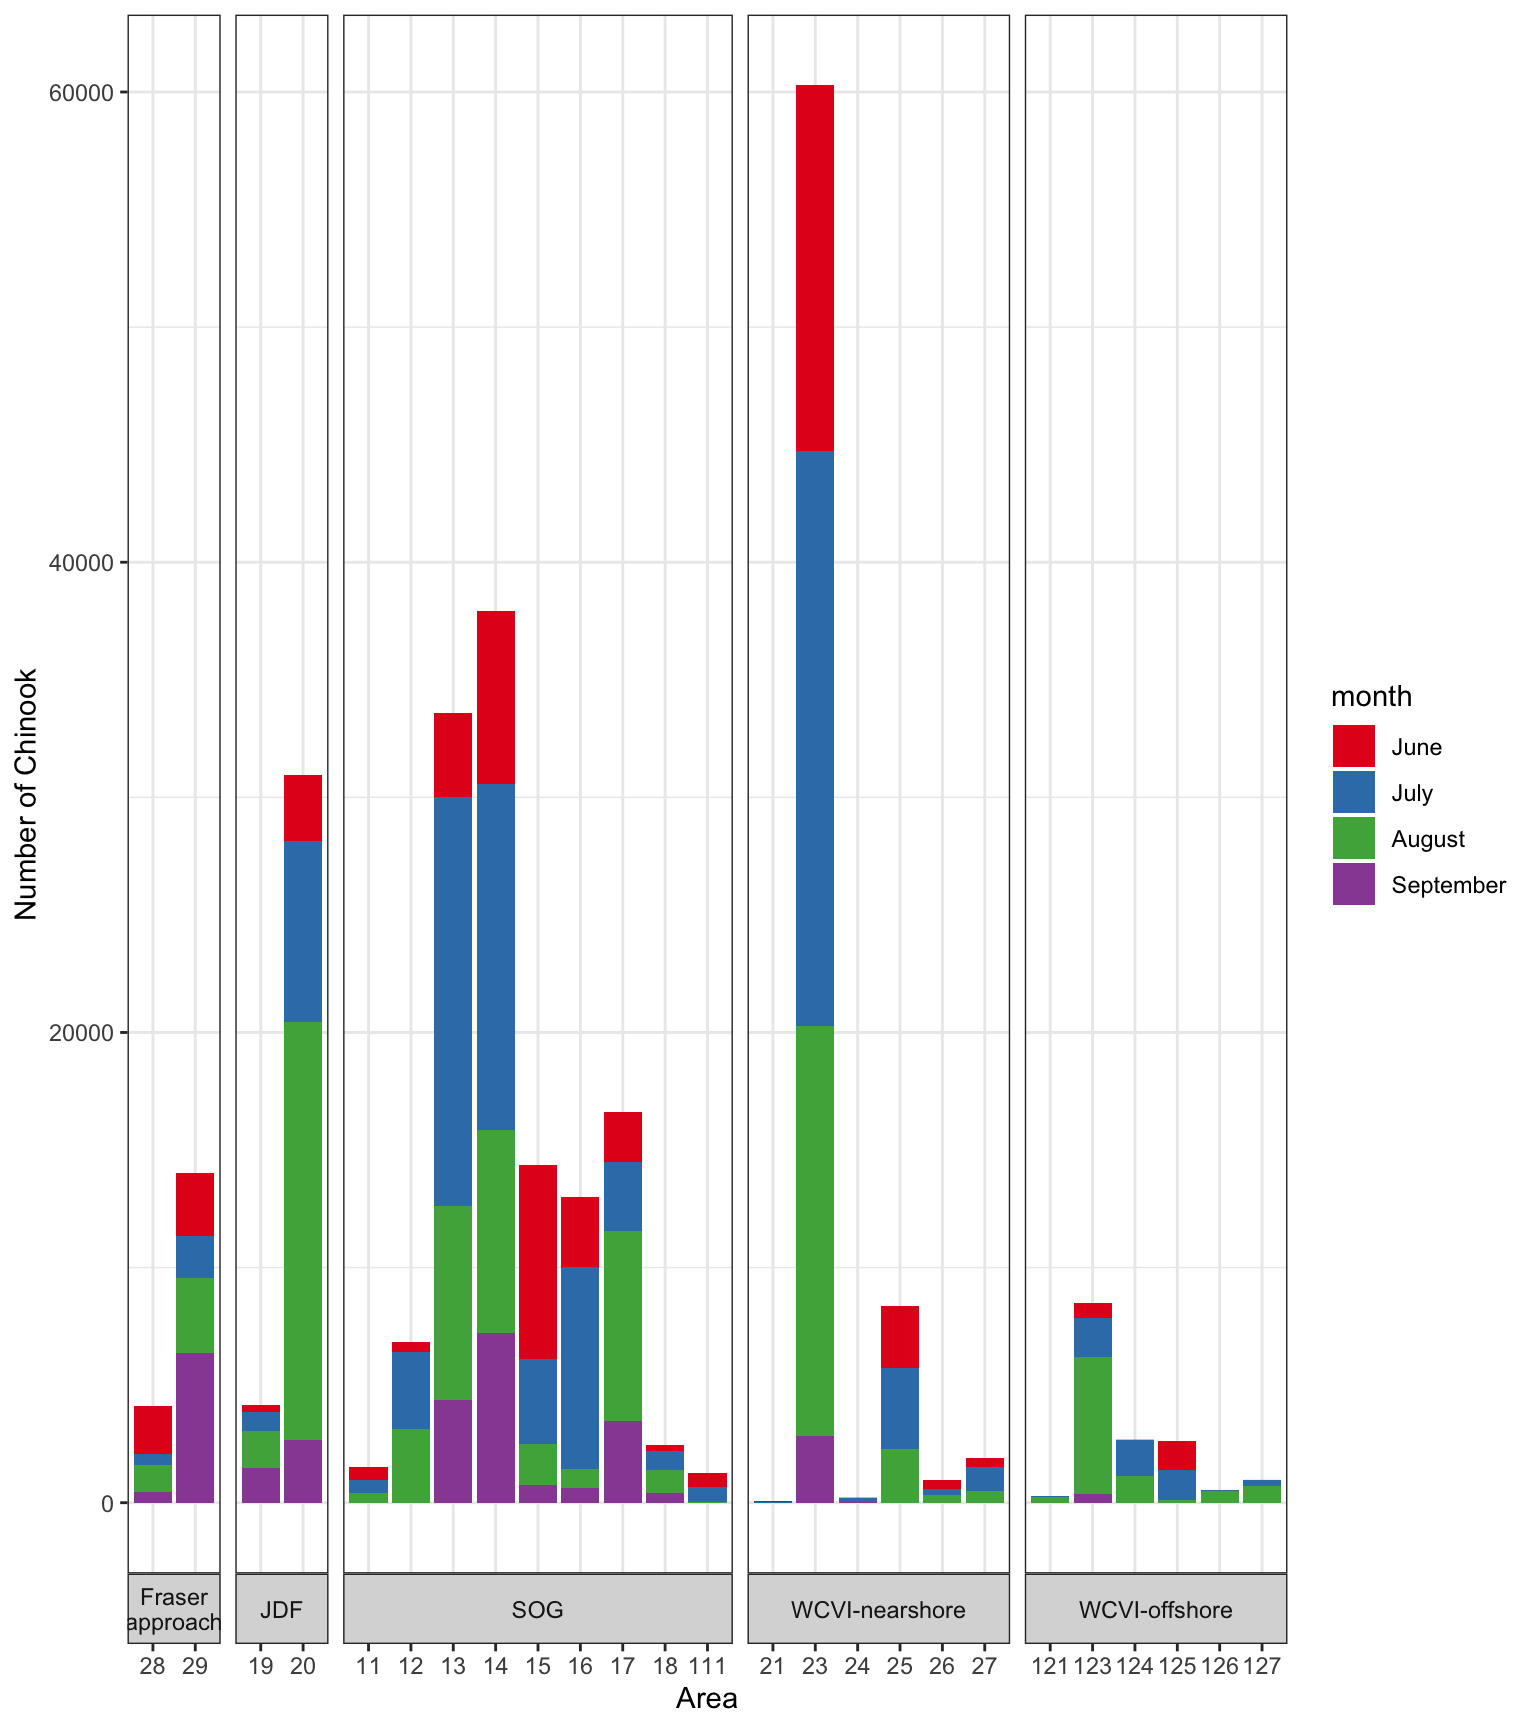 60000
40000
20000
0
Number of Chinook
month
June
July
August
September
Fraser
approach
JDF
SOG
WCVI-nearshore
WCVI-offshore
28 29 19 20 11 12 13 14 15 16 17 18 111 21 23 24 25 26 27 121 123 124 125 126 127
Area